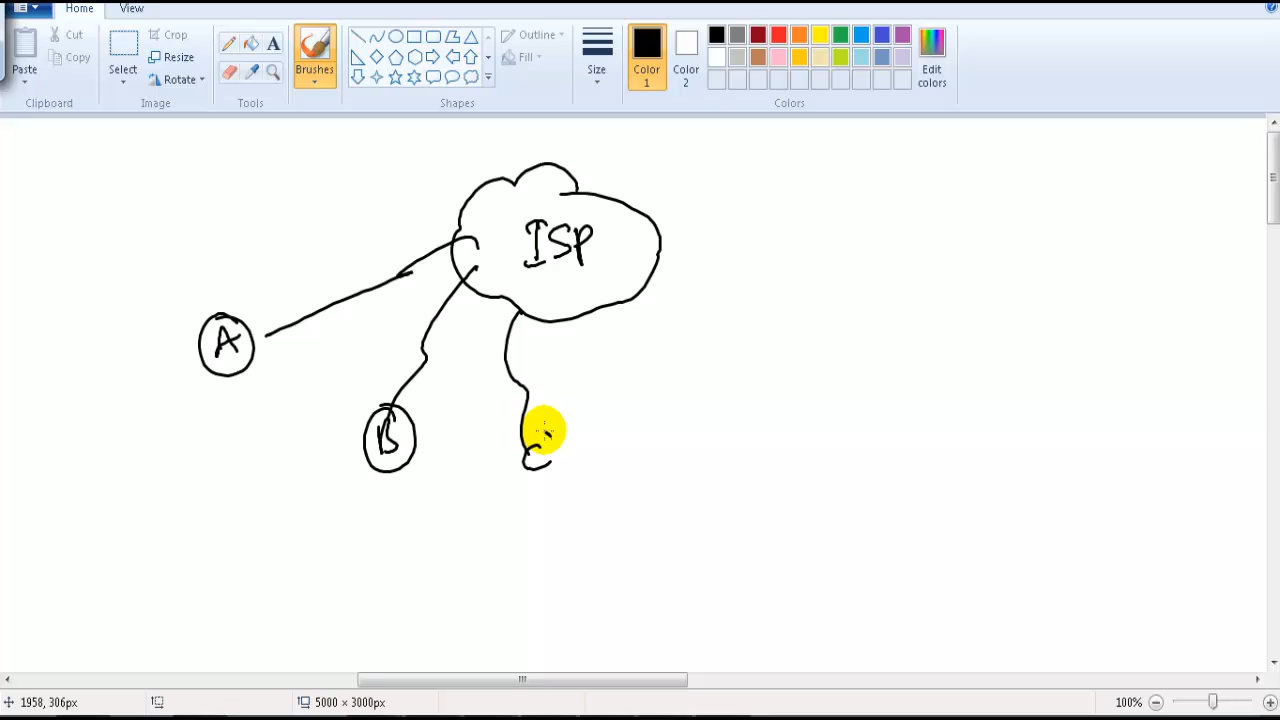 Home View
Cut
Copy
Paste
Clipboard
Select
Crop
Resize
Rotate
Image
A
Tools
Brushes
Outline
Fill
Shapes
Size
Color 1
Color 2
Edit colors
Colors
ISP
A
B
C
1958, 306px
5000 × 3000px
100%